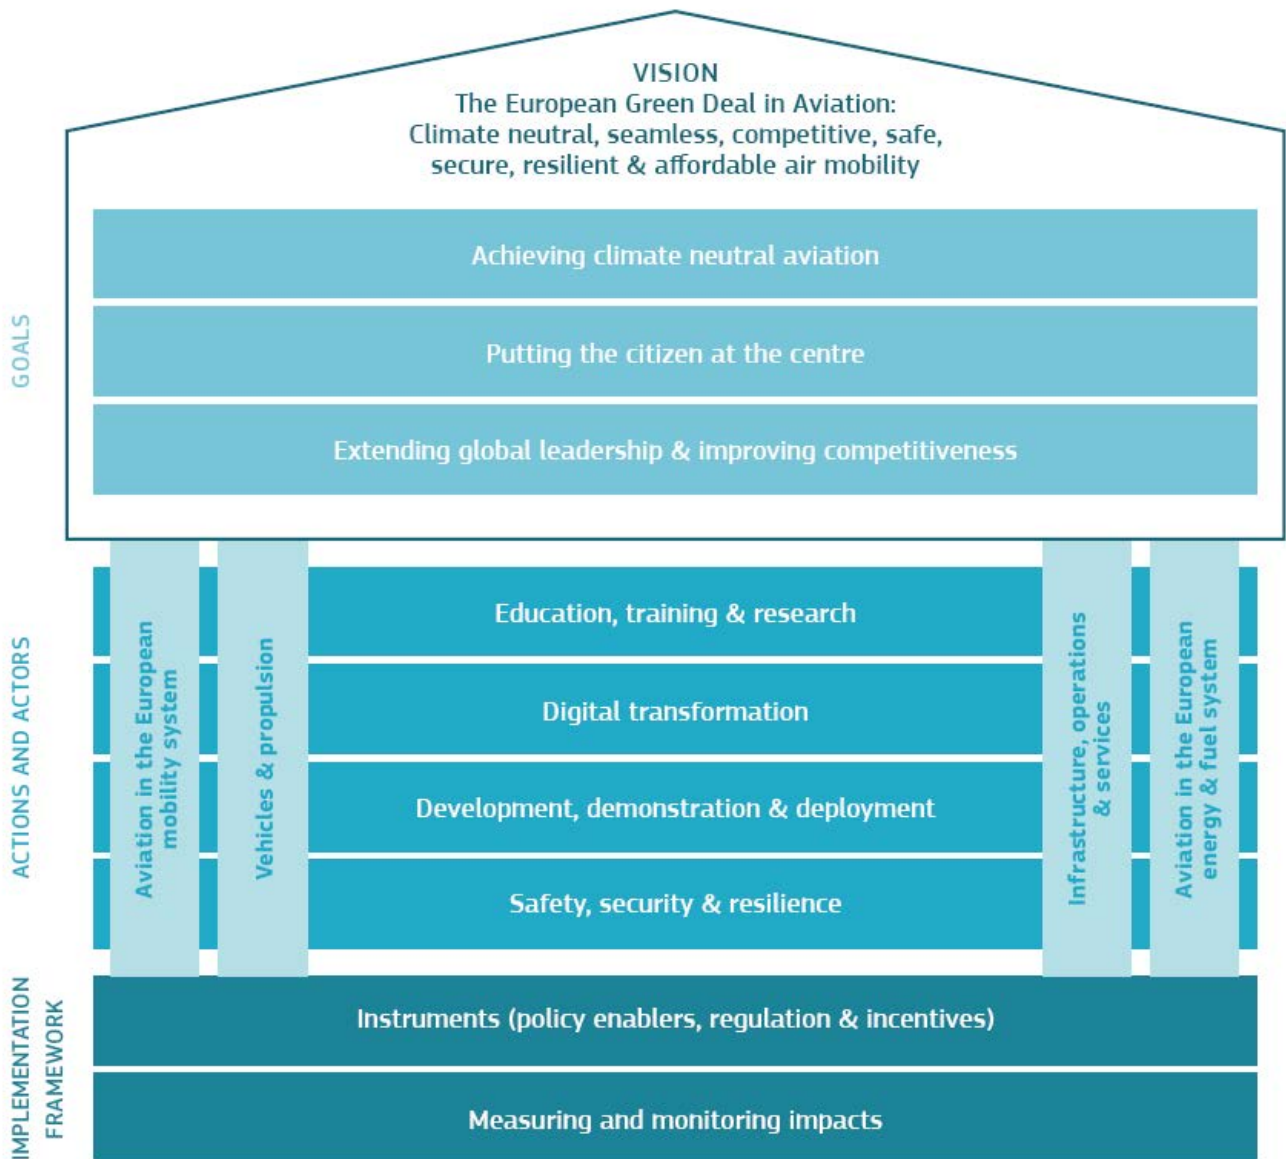 VISION
The European Green Deal in Aviation:
Climate neutral, seamless, competitive, safe,
secure, resilient & affordable air mobility
GOALS
Achieving climate neutral aviation
Putting the citizen at the centre
Extending global leadership & improving competitiveness
ACTIONS AND ACTORS
Aviation in the European
mobility system
Vehicles & propulsion
Education, training & research
Digital transformation
Development, demonstration & deployment
Safety, security & resilience
Infrastructure, operations
& services
Aviation in the European
energy & fuel system
IMPLEMENTATION
FRAMEWORK
Instruments (policy enablers, regulation & incentives)
Measuring and monitoring impacts